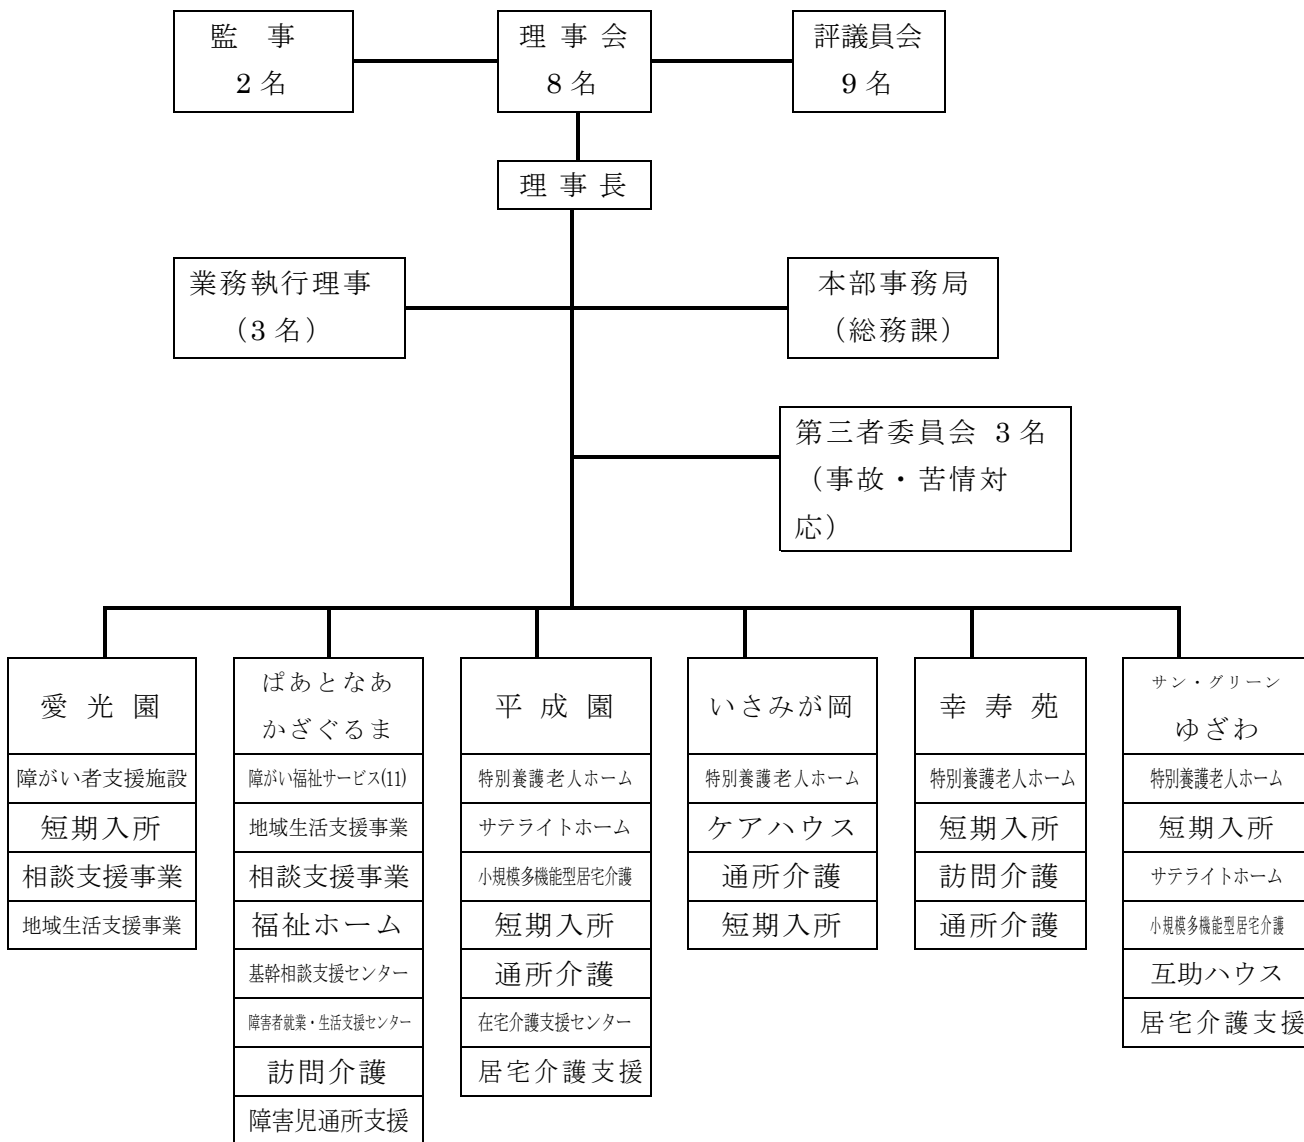 監 事
2 名
理 事 会
8 名
評議員会
9 名
理 事 長
業務執行理事
（3 名）
本部事務局
（総務課）
第三者委員会 3 名
（事故・苦情対
応）
愛 光 園
障がい者支援施設
短期入所
相談支援事業
地域生活支援事業
ぱあとなあ
かざぐるま
障がい福祉サービス(11)
地域生活支援事業
相談支援事業
福祉ホーム
基幹相談支援センター
障害者就業・生活支援センター
訪問介護
障害児通所支援
平 成 園
特別養護老人ホーム
サテライトホーム
小規模多機能型居宅介護
短期入所
通所介護
在宅介護支援センター
居宅介護支援
いさみが岡
特別養護老人ホーム
ケアハウス
通所介護
短期入所
幸 寿 苑
特別養護老人ホーム
短期入所
訪問介護
通所介護
サン・グリーン
ゆざわ
特別養護老人ホーム
短期入所
サテライトホーム
小規模多機能型居宅介護
互助ハウス
居宅介護支援